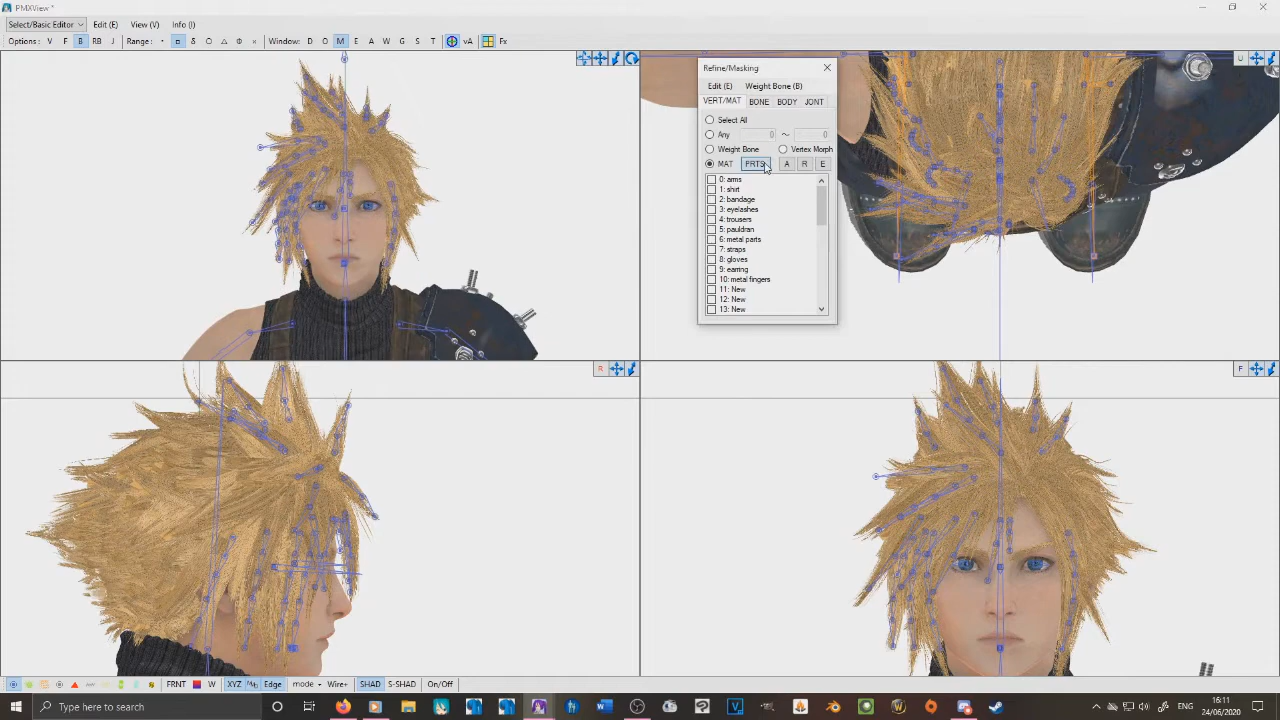 PMXView *
Select/Basic Editor Edit (E) View (V) Info (I)
Options: V F B RB J Range: Window: D O M E A W G S T vA Fx
U
Refine/Masking
Edit (E) Weight Bone (B)
VERT/MAT BONE BODY JONT
Select All
Any 0 ~ 0
Weight Bone Vertex Morph
MAT PRTS A R E
0: arms
1: shirt
2: bandage
3: eyelashes
4: trousers
5: pauldran
6: metal parts
7: straps
8: gloves
9: earring
10: metal fingers
11: New
12: New
13: New
R
F
FRNT W XYZ Edge mode Wire+ SHAD S-SHAD On/Off
Type here to search
ENG
16:11
24/06/2020